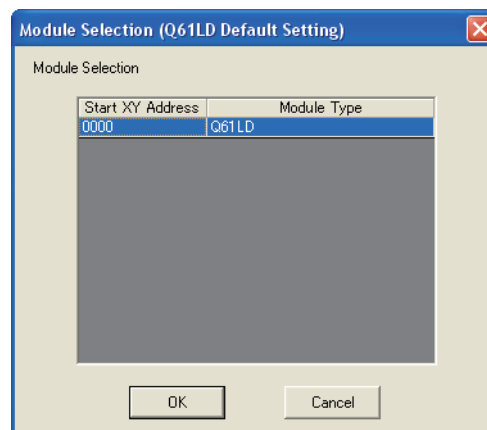 Module Selection (Q61LD Default Setting)
Module Selection
Start XY Address Module Type
0000 Q61LD
OK Cancel